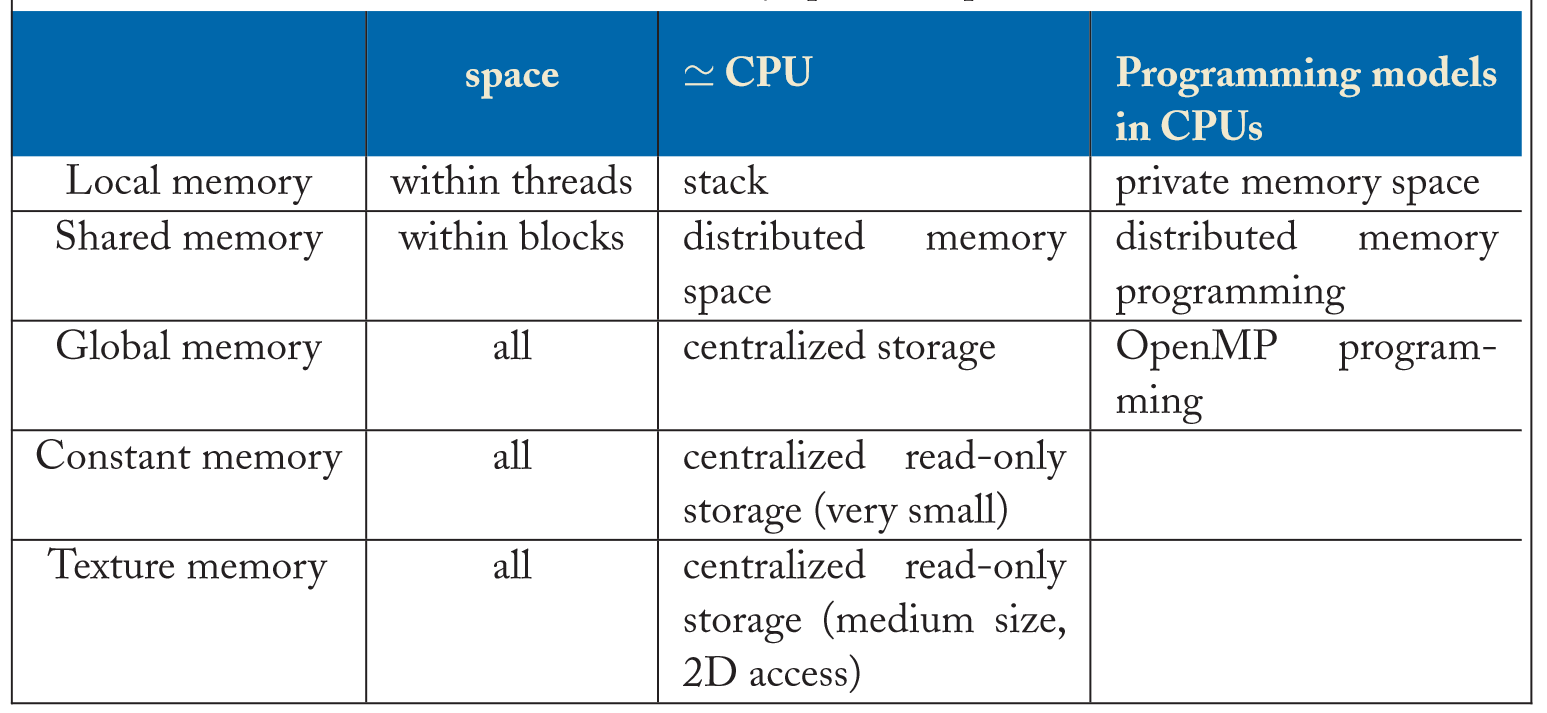 space
≃ CPU
Programming models
in CPUs
Local memory
within threads
stack
private memory space
Shared memory
within blocks
distributed memory
space
distributed memory
programming
Global memory
all
centralized storage
OpenMP program-
ming
Constant memory
all
centralized read-only
storage (very small)
Texture memory
all
centralized read-only
storage (medium size,
2D access)